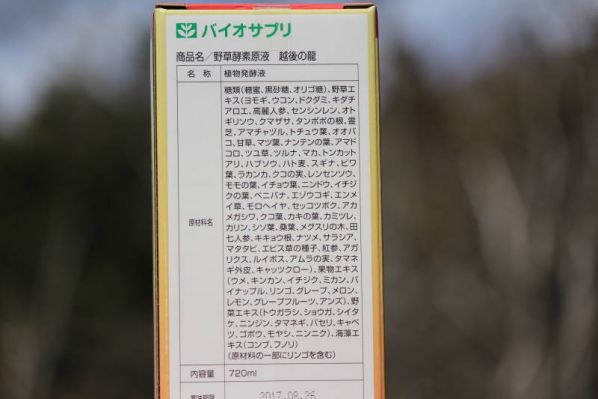 バイオサプリ
商品名／野草酵素原液　越後の龍
名　称　植物発酵液
原材料名
糖類(糖蜜、黒砂糖、オリゴ糖)、野草エ
キス(ヨモギ、ウコン、ドクダミ、キダチ
アロエ、高麗人参、センシンレン、オト
ギリソウ、クマザサ、タンポポの根、霊
芝、アマチャヅル、トチュウ葉、オオバ
コ、甘草、マツ葉、ナンテンの葉、アマド
コロ、ツユ草、ツルナ、マカ、トンカット
アリ、ハブソウ、ハト麦、スギナ、ビワ
葉、ラカンカ、クコの実、レンセンソウ、
モモの葉、イチョウ葉、ニンドウ、イチジ
クの葉、ベニバナ、エゾウコギ、エンメ
イ草、モロヘイヤ、セッコツボク、アカ
メガシワ、クコ葉、カキの葉、カミツレ、
カリン、シソ葉、桑葉、メグスリの木、田
七人参、キキョウ根、ナツメ、サラシア、
マタタビ、エビス草の種子、紅参、アガ
リクス、ルイボス、アムラの実、タマネ
ギ外皮、キャッツクロー)、果物エキス
(ウメ、キンカン、イチジク、ミカン、パ
イナップル、リンゴ、グレープ、メロン、
レモン、グレープフルーツ、アンズ)、野
菜エキス(トウガラシ、ショウガ、シイタ
ケ、ニンジン、タマネギ、パセリ、キャベ
ツ、ゴボウ、モヤシ、ニンニク)、海藻エ
キス(コンブ、フノリ)
(原材料の一部にリンゴを含む)
内容量　720ml
2017.08.26